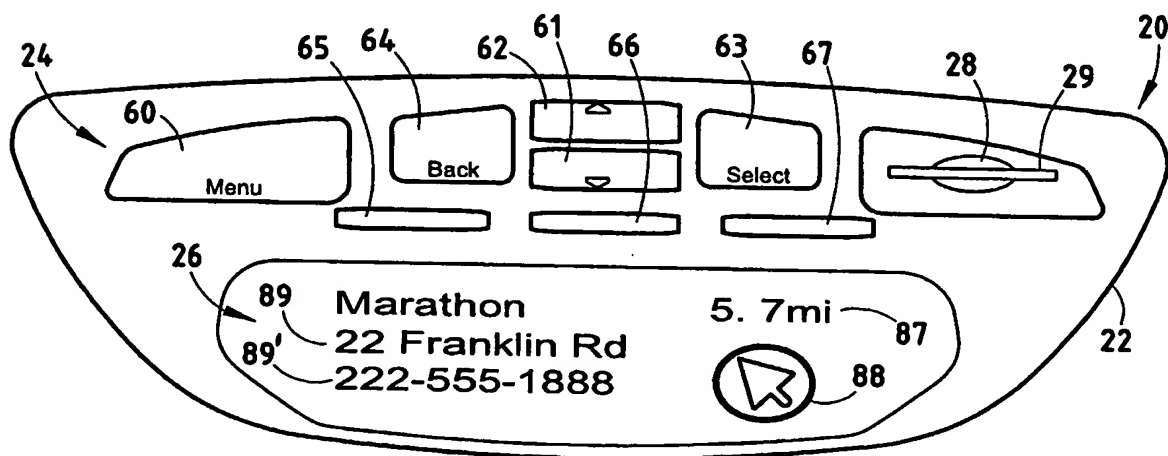 61
65 64 62 66 63 67 20
24 28 29
60
Menu Back Select
26 89 Marathon 5. 7mi
22 Franklin Rd 87 22
89' 222-555-1888 88